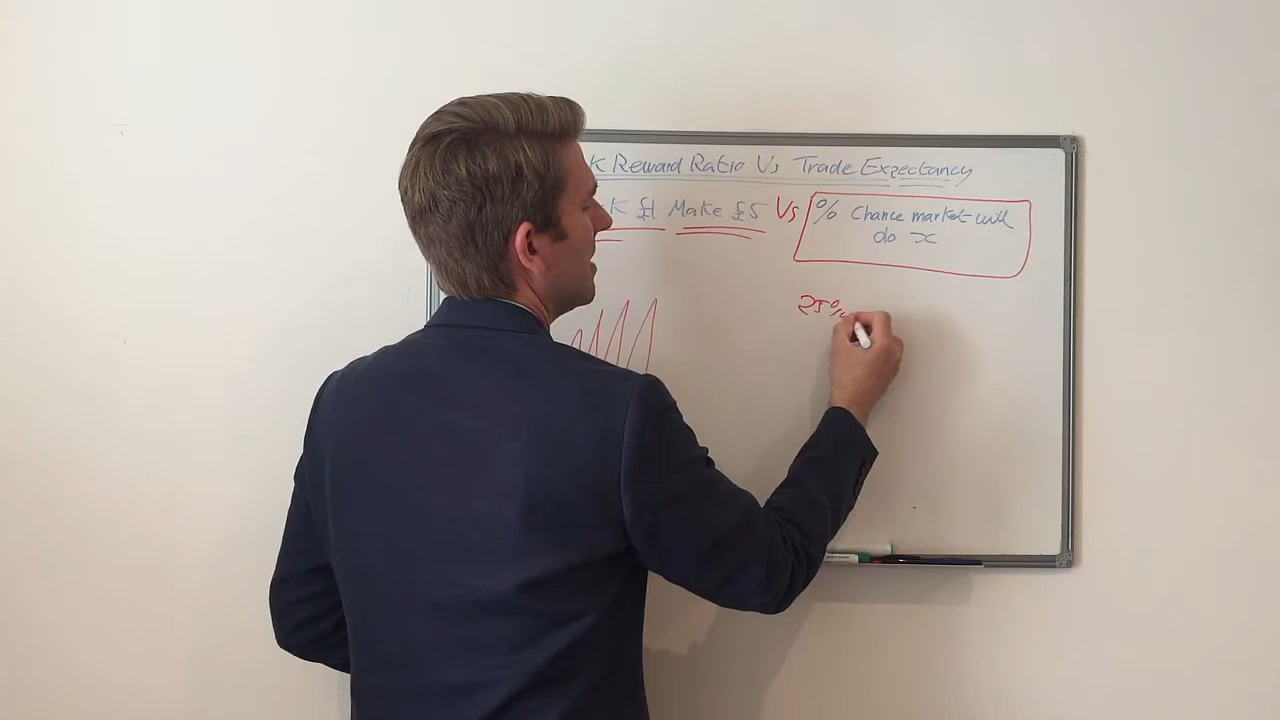 K Reward Ratio Vs Trade Expectancy
K £1 Make £5 Vs % Chance market will
do x
25%